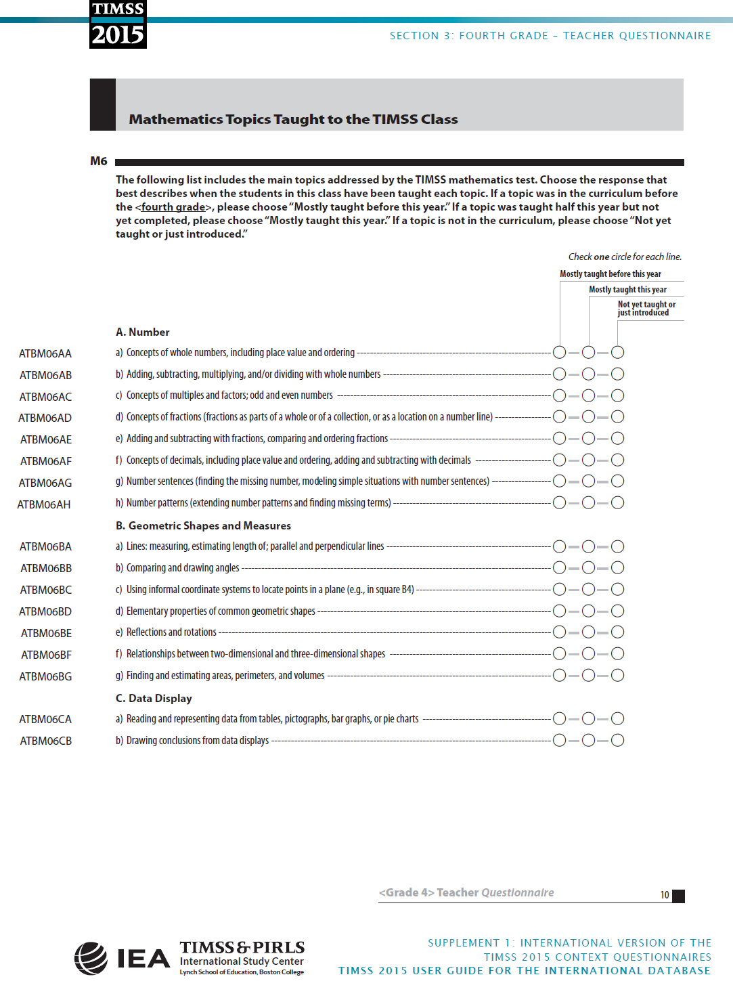 TIMSS
2015
SECTION 3: FOURTH GRADE – TEACHER QUESTIONNAIRE
Mathematics Topics Taught to the TIMSS Class
M6
The following list includes the main topics addressed by the TIMSS mathematics test. Choose the response that
best describes when the students in this class have been taught each topic. If a topic was in the curriculum before
the <fourth grade>, please choose “Mostly taught before this year.” If a topic was taught half this year but not
yet completed, please choose “Mostly taught this year.” If a topic is not in the curriculum, please choose “Not yet
taught or just introduced.”
Check one circle for each line.
Mostly taught before this year
Mostly taught this year
Not yet taught or
just introduced
A. Number
ATBM06AA a) Concepts of whole numbers, including place value and ordering
ATBM06AB b) Adding, subtracting, multiplying, and/or dividing with whole numbers
ATBM06AC c) Concepts of multiples and factors; odd and even numbers
ATBM06AD d) Concepts of fractions (fractions as parts of a whole or of a collection, or as a location on a number line)
ATBM06AE e) Adding and subtracting with fractions, comparing and ordering fractions
ATBM06AF f) Concepts of decimals, including place value and ordering, adding and subtracting with decimals
ATBM06AG g) Number sentences (finding the missing number, modeling simple situations with number sentences)
ATBM06AH h) Number patterns (extending number patterns and finding missing terms)
B. Geometric Shapes and Measures
ATBM06BA a) Lines: measuring, estimating length of; parallel and perpendicular lines
ATBM06BB b) Comparing and drawing angles
ATBM06BC c) Using informal coordinate systems to locate points in a plane (e.g., in square B4)
ATBM06BD d) Elementary properties of common geometric shapes
ATBM06BE e) Reflections and rotations
ATBM06BF f) Relationships between two-dimensional and three-dimensional shapes
ATBM06BG g) Finding and estimating areas, perimeters, and volumes
C. Data Display
ATBM06CA a) Reading and representing data from tables, pictographs, bar graphs, or pie charts
ATBM06CB b) Drawing conclusions from data displays
<Grade 4> Teacher Questionnaire 10
IEA
TIMSS & PIRLS
International Study Center
Lynch School of Education, Boston College
SUPPLEMENT 1: INTERNATIONAL VERSION OF THE
TIMSS 2015 CONTEXT QUESTIONNAIRES
TIMSS 2015 USER GUIDE FOR THE INTERNATIONAL DATABASE